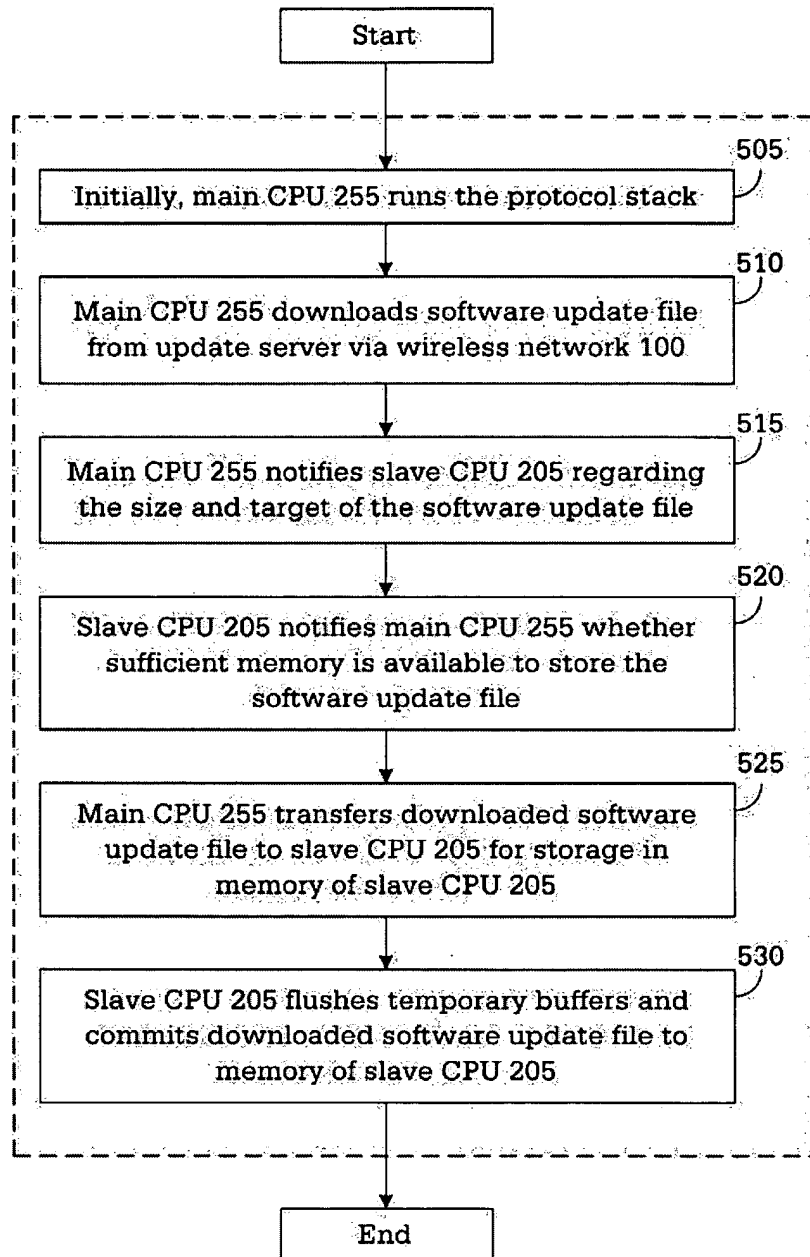 Start
505
Initially, main CPU 255 runs the protocol stack
510
Main CPU 255 downloads software update file
from update server via wireless network 100
515
Main CPU 255 notifies slave CPU 205 regarding
the size and target of the software update file
520
Slave CPU 205 notifies main CPU 255 whether
sufficient memory is available to store the
software update file
525
Main CPU 255 transfers downloaded software
update file to slave CPU 205 for storage in
memory of slave CPU 205
530
Slave CPU 205 flushes temporary buffers and
commits downloaded software update file to
memory of slave CPU 205
End